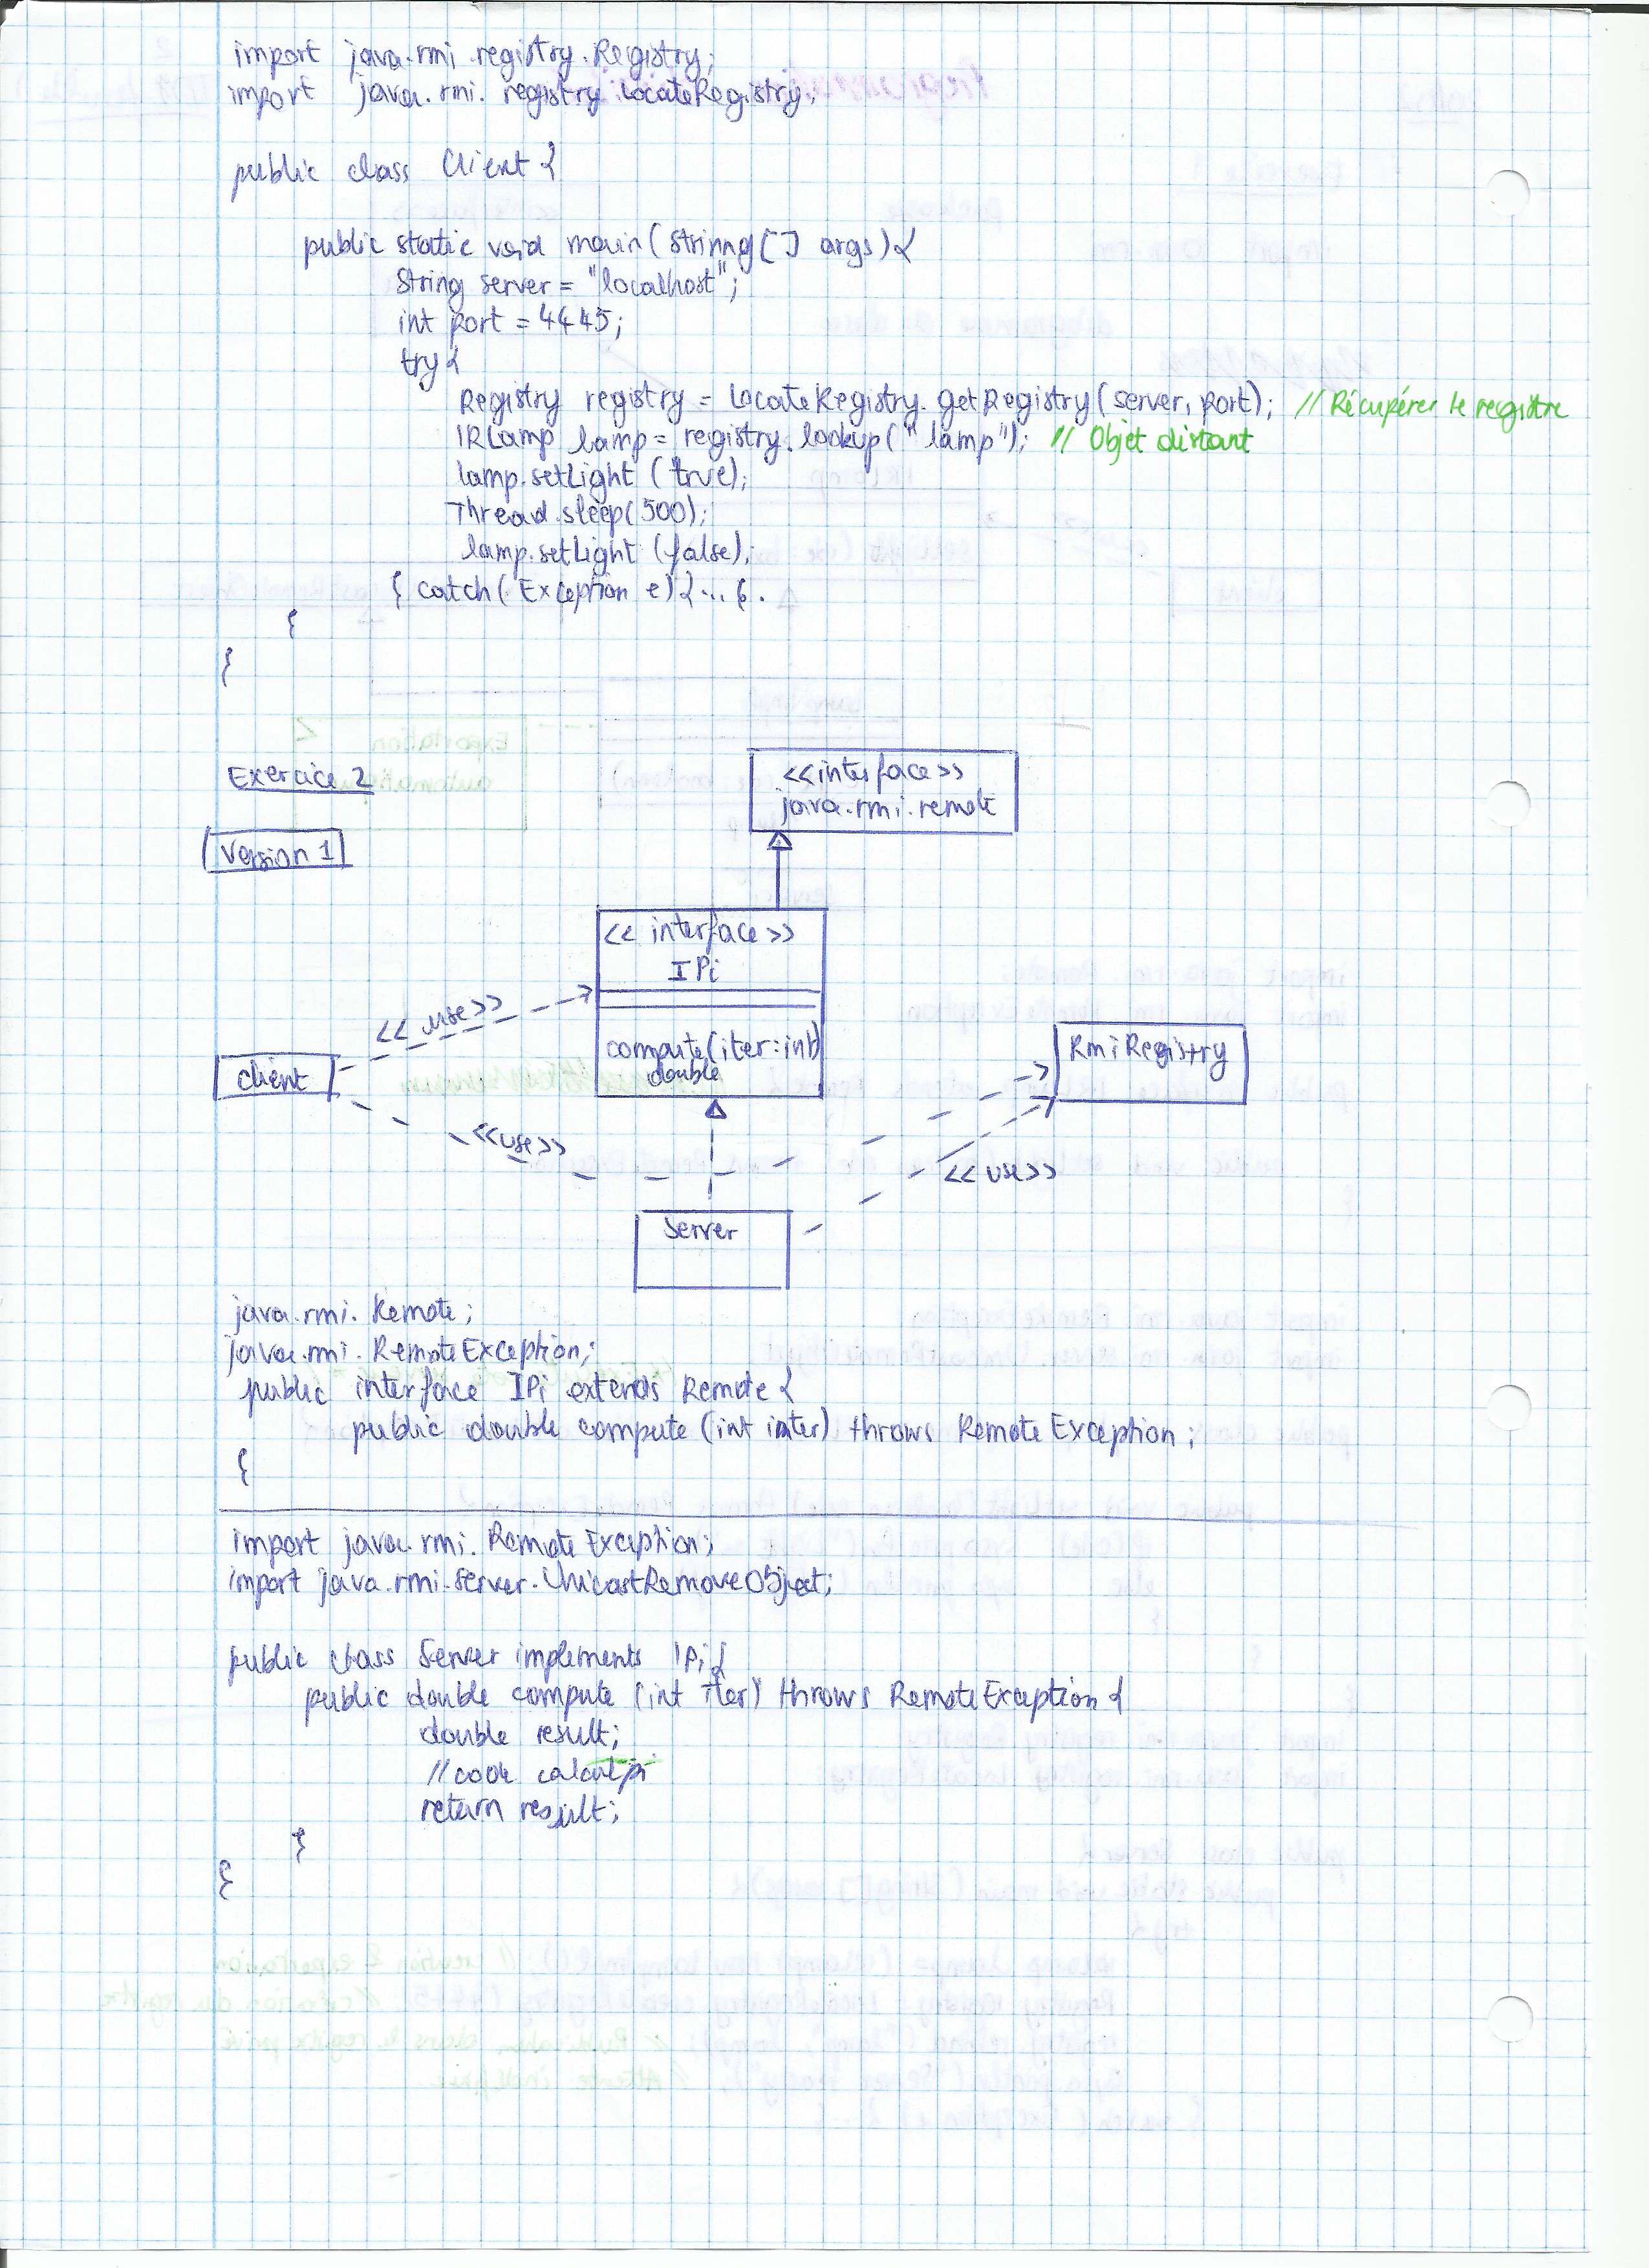 import java.rmi.registry.Registry;
import java.rmi.registry.LocateRegistry;
public class Client {
public static void main(Strinng[] args){
String server = "localhost";
int port = 4445;
try{
Registry registry = LocateRegistry.getRegistry(server, port); // Récupérer le registre
IRLamp lamp = registry.lookup("lamp"); // Objet distant
lamp.setLight (true);
Thread.sleep(500);
lamp.setLight (false);
} catch(Exception e){...}.
}
}
Exercice 2
Version 1
<<interface>>
java.rmi.remote
<< interface >>
IPi
compute(iter:int)
double
<< use >>
client
RmiRegistry
<<use>>
<< use >>
Server
java.rmi.Remote;
java.rmi.RemoteException;
public interface IPi extends Remote {
public double compute (int inter) throws RemoteException;
}
import java.rmi.RemoteException;
import java.rmi.server.UnicastRemoveObject;
public class Server implements IPi{
public double compute (int iter) throws RemoteException {
double result;
//code calcul pi
return result;
}
}